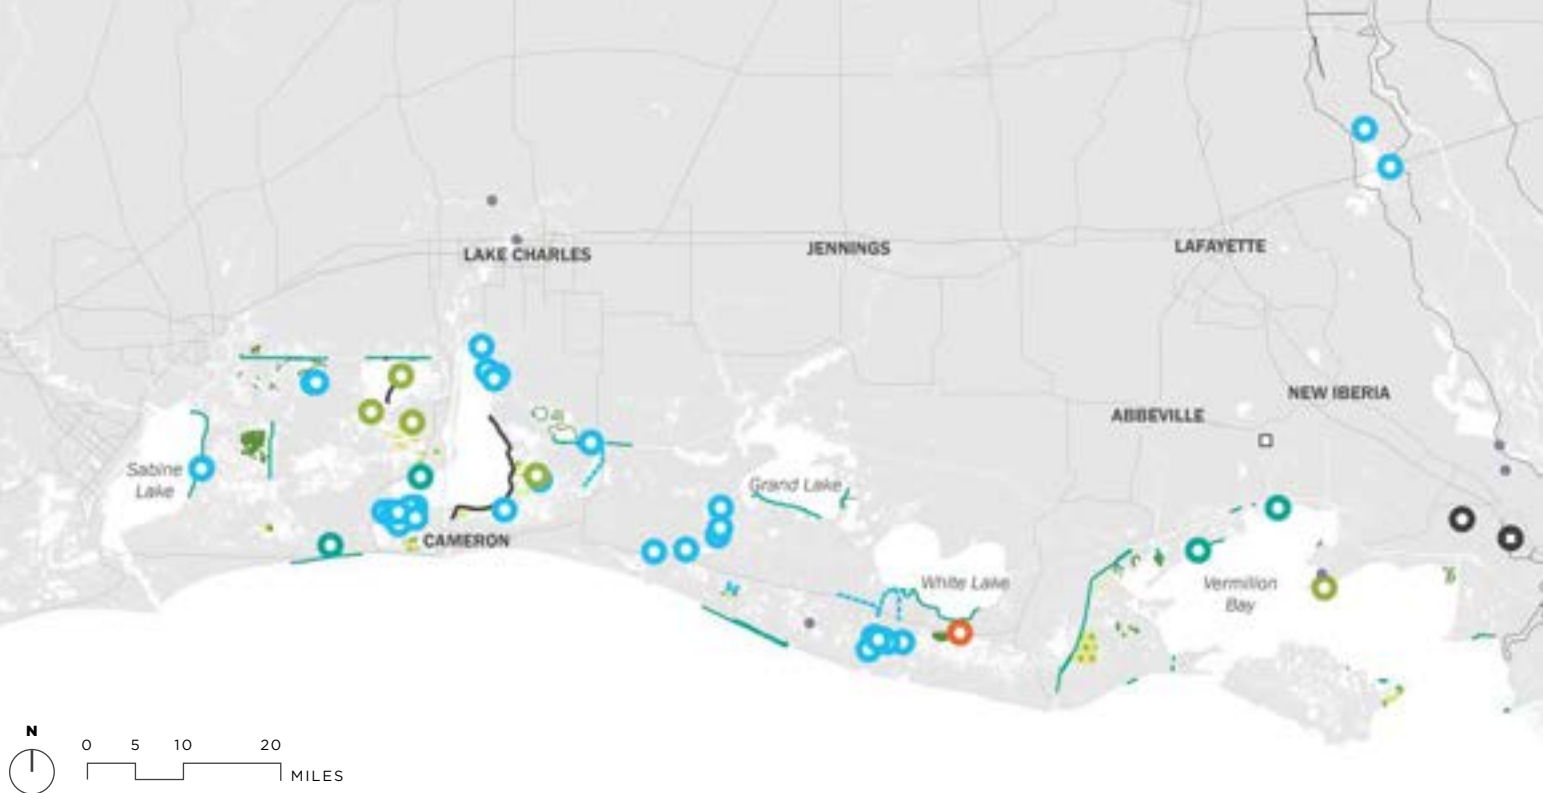 LAKE CHARLES
JENNINGS
LAFAYETTE
NEW IBERIA
ABBEVILLE
Sabine
Lake
Grand Lake
CAMERON
White Lake
Vermilion
Bay
N
0 5 10 20
MILES